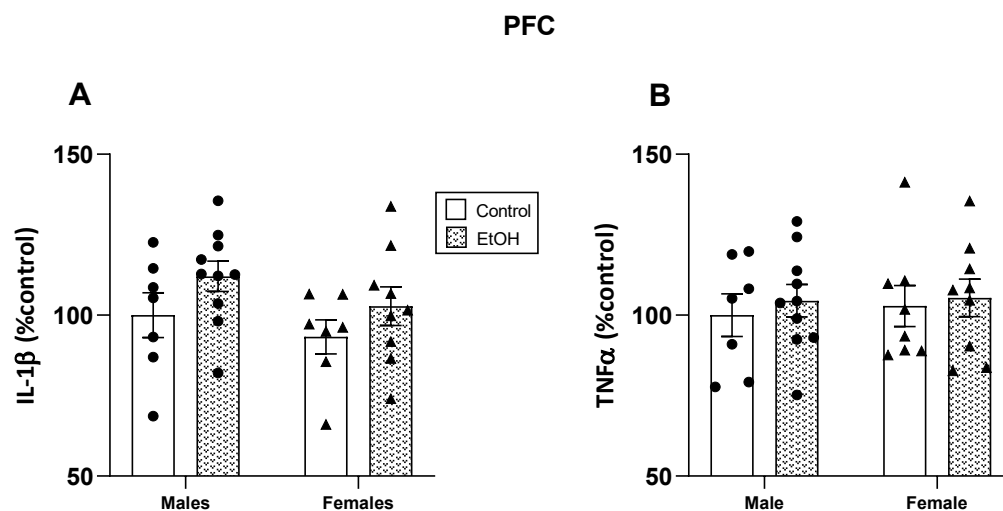 PFC
A
IL-1β (%control)
150
100
50
Males
Females
Control
EtOH
B
TNFα (%control)
150
100
50
Male
Female